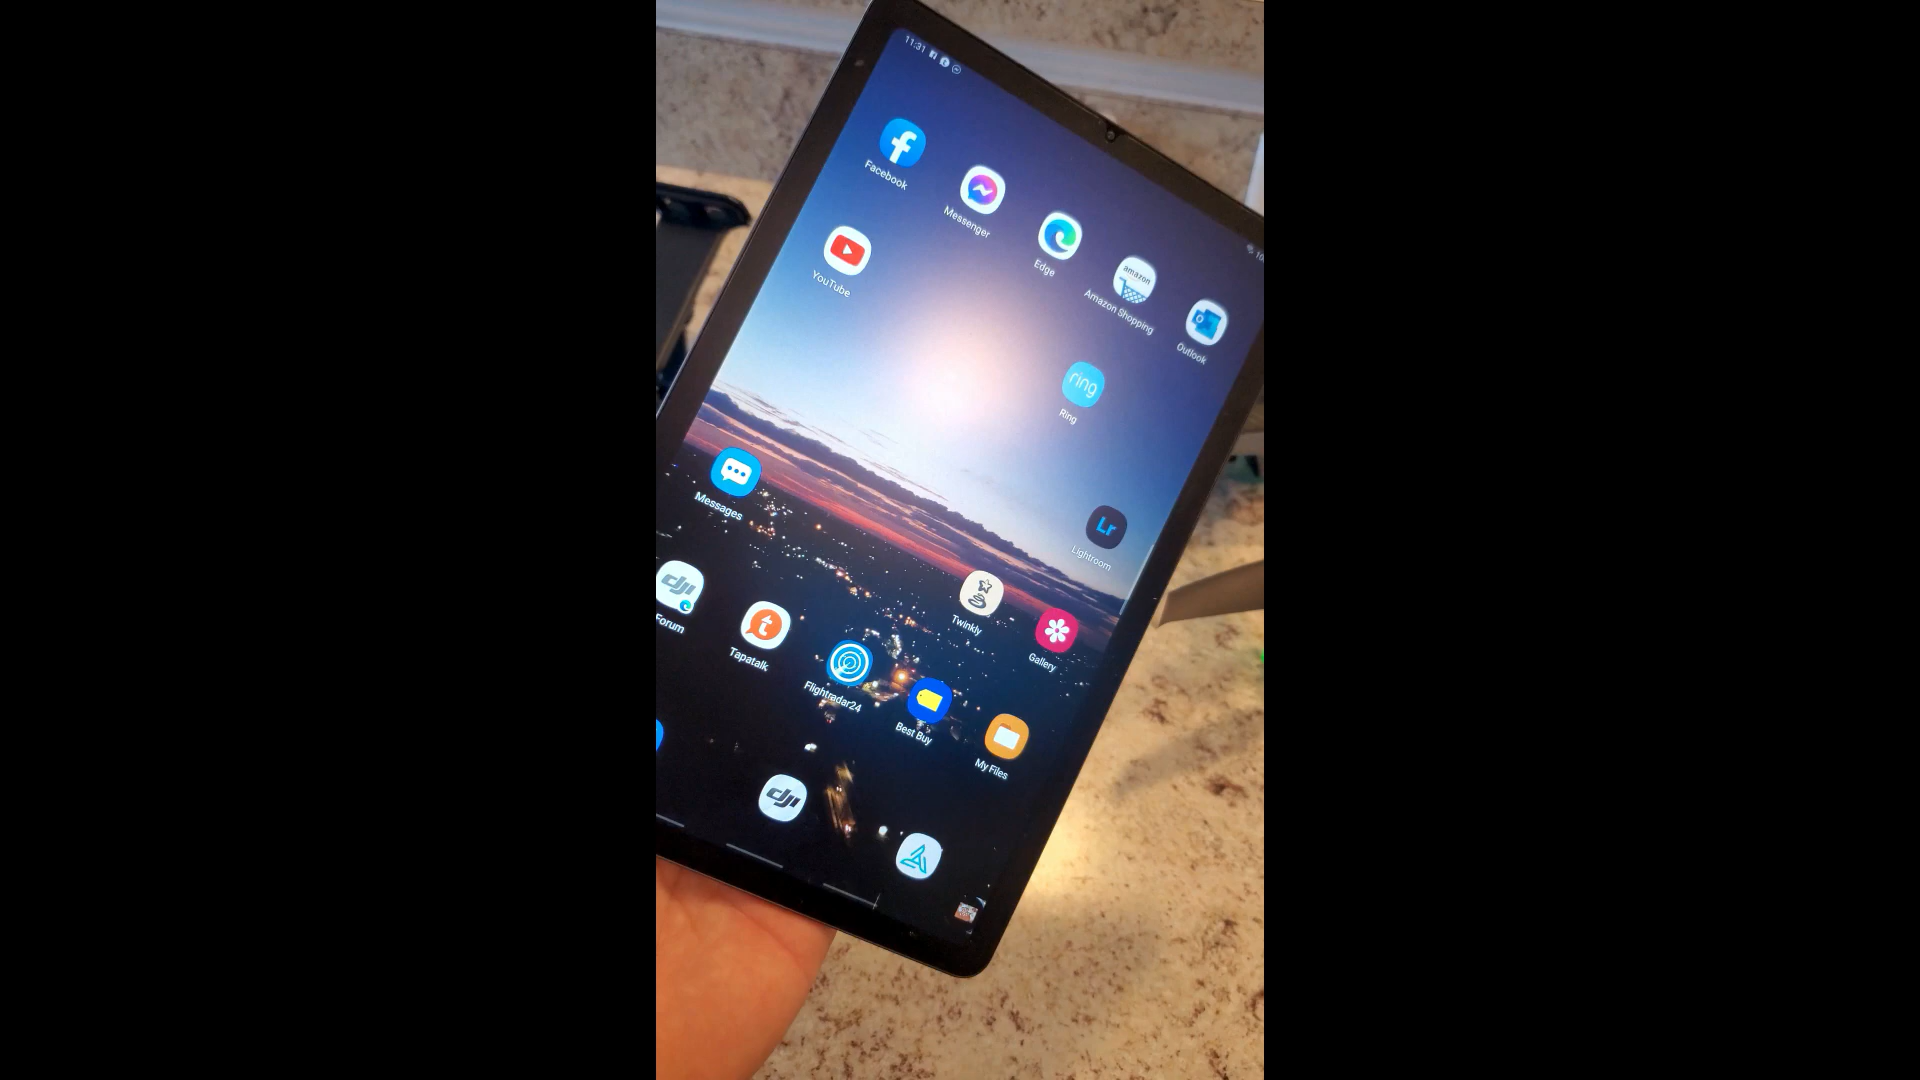 11:31
Facebook
Messenger
Edge
amazon
Amazon Shopping
Outlook
YouTube
ring
Ring
Messages
Lr
Lightroom
dji
Forum
Tapatalk
Flightradar24
Twinkly
Gallery
Best Buy
My Files
dji